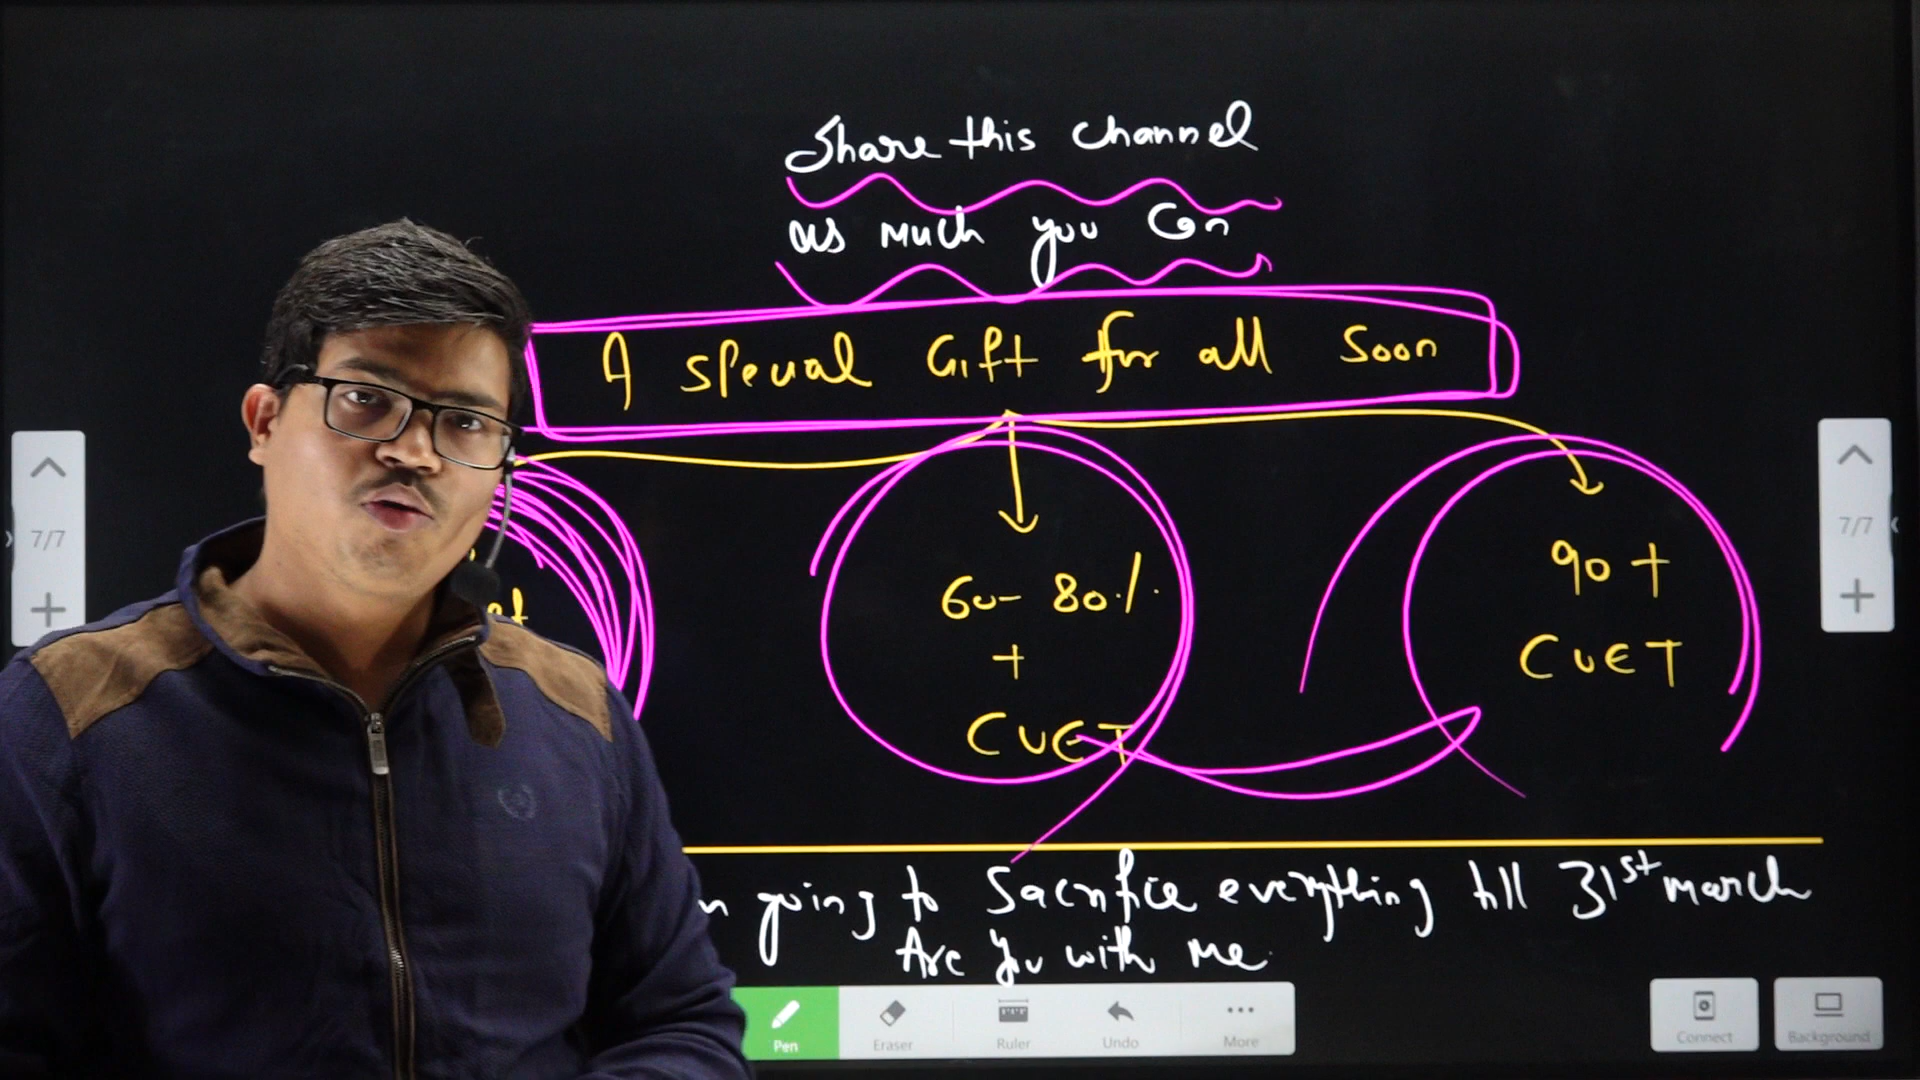 Share this channel
as much you can
A special Gift for all soon
60- 80%.
+
CUET
90 +
CUET
going to Sacrifice everything till 31st march
Are you with me.
7/7
7/7
Pen
Eraser
Ruler
Undo
More
Connect
Background